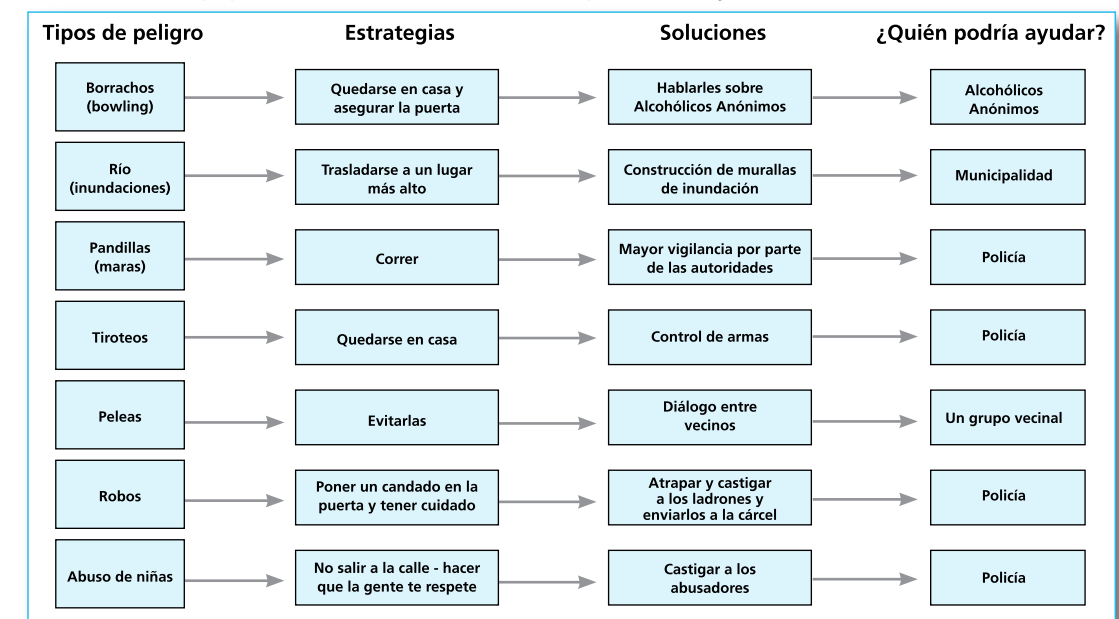 Tipos de peligro
Estrategias
Soluciones
¿Quién podría ayudar?
Borrachos
(bowling)
Quedarse en casa y
asegurar la puerta
Hablarles sobre
Alcohólicos Anónimos
Alcohólicos
Anónimos
Río
(inundaciones)
Trasladarse a un lugar
más alto
Construcción de murallas
de inundación
Municipalidad
Pandillas
(maras)
Correr
Mayor vigilancia por parte
de las autoridades
Policía
Tiroteos
Quedarse en casa
Control de armas
Policía
Peleas
Evitarlas
Diálogo entre
vecinos
Un grupo vecinal
Robos
Poner un candado en la
puerta y tener cuidado
Atrapar y castigar
a los ladrones y
enviarlos a la cárcel
Policía
Abuso de niñas
No salir a la calle - hacer
que la gente te respete
Castigar a los
abusadores
Policía